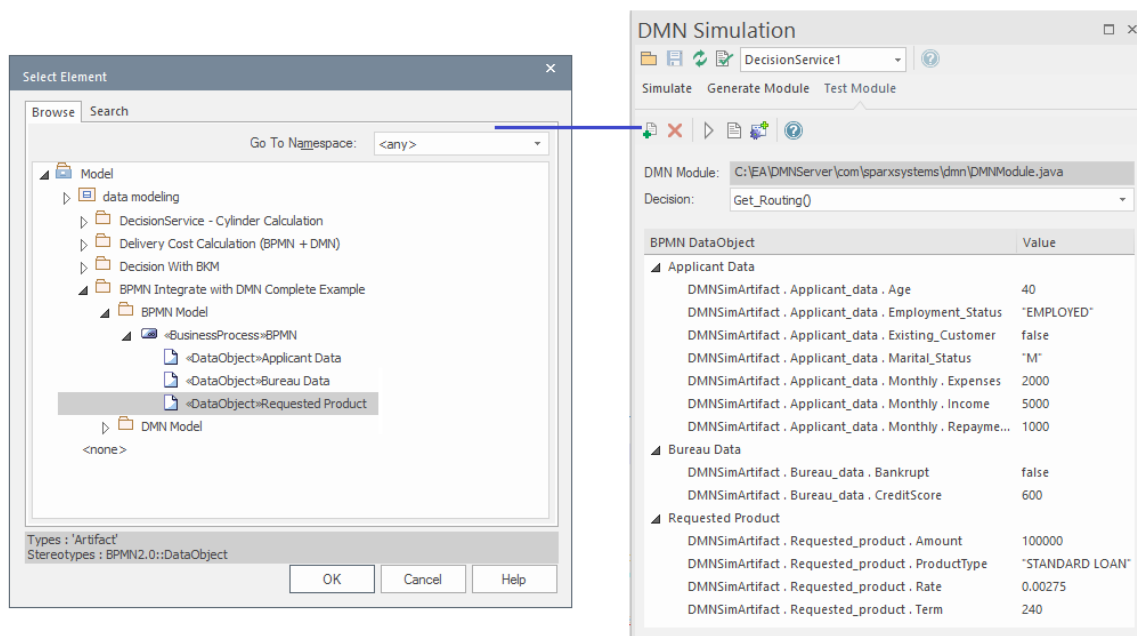 Select Element
Browse
Search
Go To Namespace:
<any>
Model
data modeling
DecisionService - Cylinder Calculation
Delivery Cost Calculation (BPMN + DMN)
Decision With BKM
BPMN Integrate with DMN Complete Example
BPMN Model
«BusinessProcess»BPMN
«DataObject»Applicant Data
«DataObject»Bureau Data
«DataObject»Requested Product
DMN Model
<none>
Types : 'Artifact'
Stereotypes : BPMN2.0::DataObject
OK
Cancel
Help
DMN Simulation
DecisionService1
Simulate
Generate Module
Test Module
DMN Module: C:\EA\DMNServer\com\sparxsystems\dmn\DMNModule.java
Decision: Get_Routing()
BPMN DataObject Value
Applicant Data
DMNSimArtifact . Applicant_data . Age 40
DMNSimArtifact . Applicant_data . Employment_Status "EMPLOYED"
DMNSimArtifact . Applicant_data . Existing_Customer false
DMNSimArtifact . Applicant_data . Marital_Status "M"
DMNSimArtifact . Applicant_data . Monthly . Expenses 2000
DMNSimArtifact . Applicant_data . Monthly . Income 5000
DMNSimArtifact . Applicant_data . Monthly . Repayme... 1000
Bureau Data
DMNSimArtifact . Bureau_data . Bankrupt false
DMNSimArtifact . Bureau_data . CreditScore 600
Requested Product
DMNSimArtifact . Requested_product . Amount 100000
DMNSimArtifact . Requested_product . ProductType "STANDARD LOAN"
DMNSimArtifact . Requested_product . Rate 0.00275
DMNSimArtifact . Requested_product . Term 240